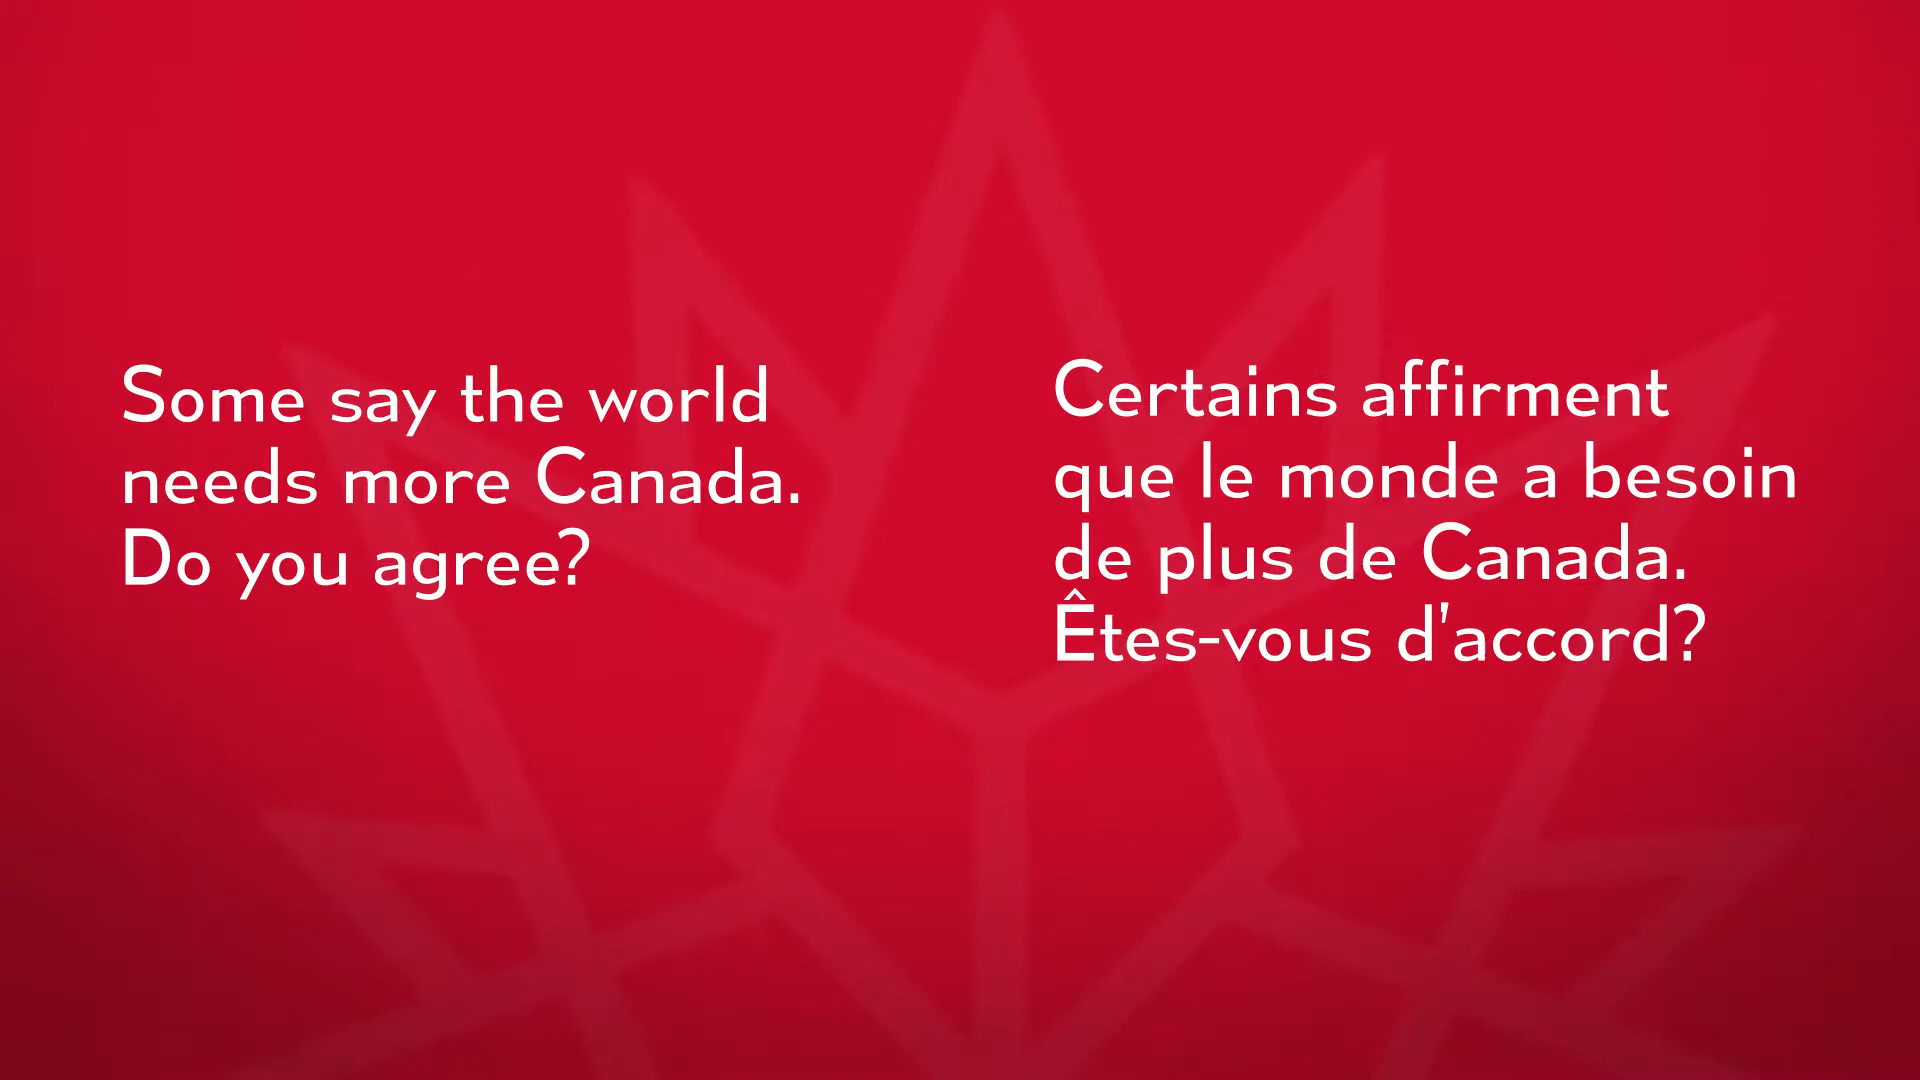 Some say the world
needs more Canada.
Do you agree?
Certains affirment
que le monde a besoin
de plus de Canada.
Êtes-vous d'accord?